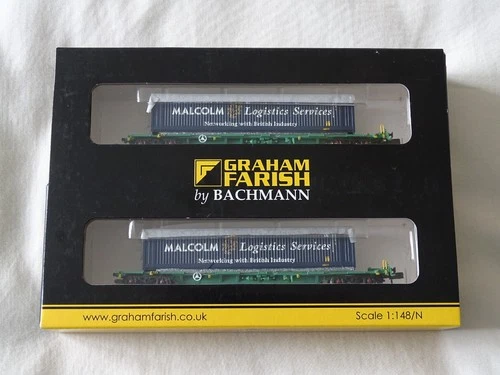 MALCOLM Logistics Services
Networking with British Industry
GRAHAM
FARISH
by BACHMANN
MALCOLM Logistics Services
Networking with British Industry
www.grahamfarish.co.uk
Scale 1:148/N